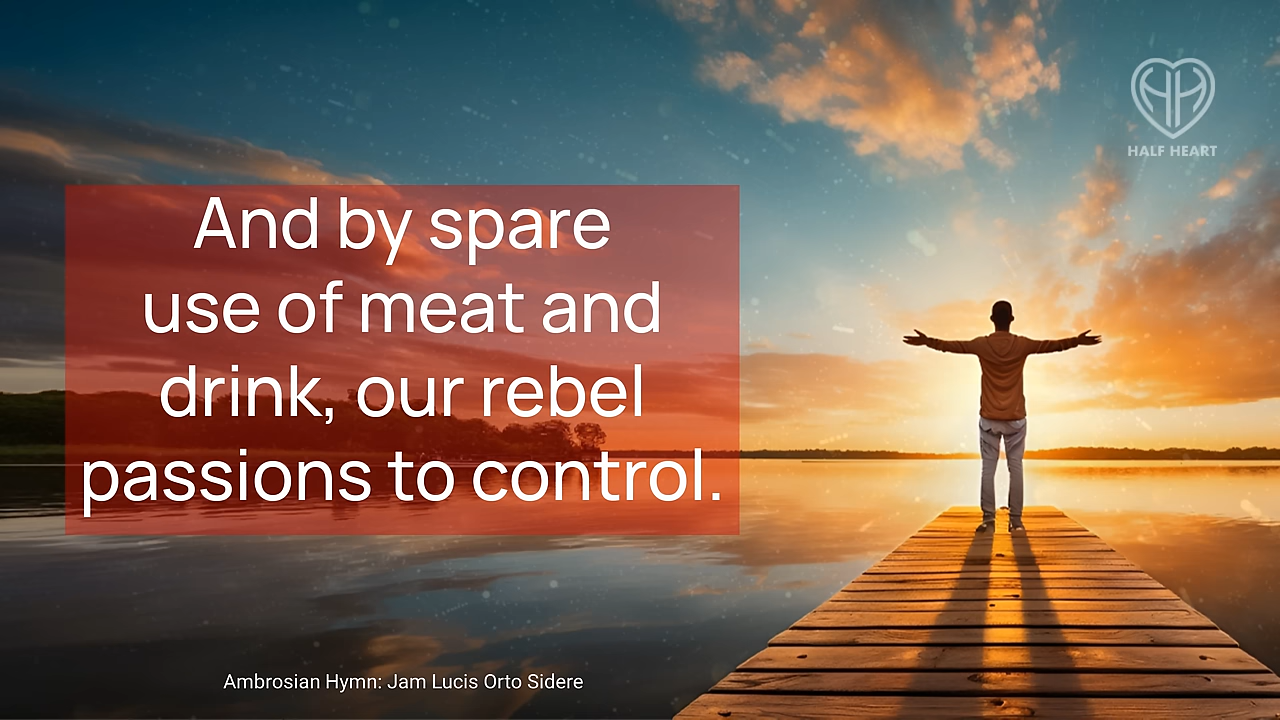 HALF HEART
And by spare
use of meat and
drink, our rebel
passions to control.
Ambrosian Hymn: Jam Lucis Orto Sidere